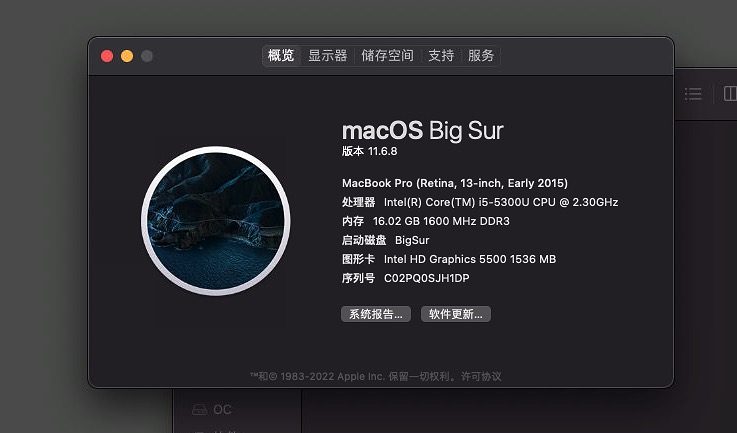 概览 显示器 储存空间 支持 服务
macOS Big Sur
版本 11.6.8
MacBook Pro (Retina, 13-inch, Early 2015)
处理器 Intel(R) Core(TM) i5-5300U CPU @ 2.30GHz
内存 16.02 GB 1600 MHz DDR3
启动磁盘 BigSur
图形卡 Intel HD Graphics 5500 1536 MB
序列号 C02PQ0SJH1DP
系统报告... 软件更新...
™和© 1983-2022 Apple Inc. 保留一切权利。许可协议
OC